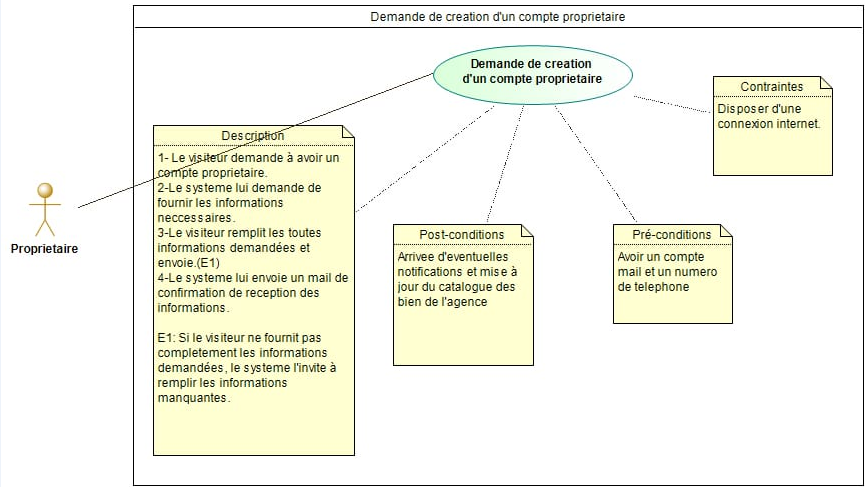 Demande de creation d'un compte proprietaire
Demande de creation
d'un compte proprietaire
Contraintes
Disposer d'une
connexion internet.
Description
1- Le visiteur demande à avoir un
compte proprietaire.
2-Le systeme lui demande de
fournir les informations
neccessaires.
3-Le visiteur remplit les toutes
informations demandées et
envoie.(E1)
4-Le systeme lui envoie un mail de
confirmation de reception des
informations.
E1: Si le visiteur ne fournit pas
completement les informations
demandées, le systeme l'invite à
remplir les informations
manquantes.
Proprietaire
Post-conditions
Arrivee d'eventuelles
notifications et mise à
jour du catalogue des
bien de l'agence
Pré-conditions
Avoir un compte
mail et un numero
de telephone